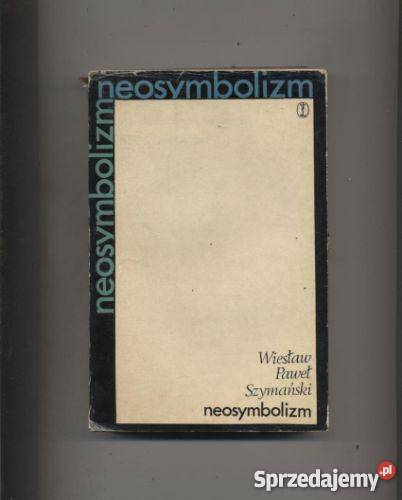 neosymbolizm
neosymbolizm
Wiesław
Paweł
Szymański
neosymbolizm
Sprzedajemy.pl